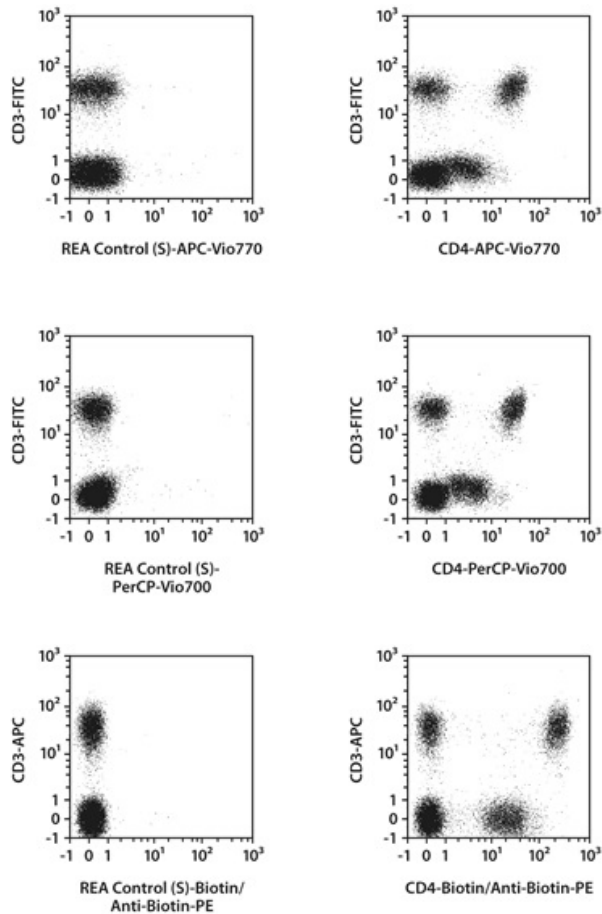 10³
10²
10¹
1
0
-1
CD3-FITC
-1 0 1 10¹ 10² 10³
REA Control (S)-APC-Vio770
10³
10²
10¹
1
0
-1
CD3-FITC
-1 0 1 10¹ 10² 10³
CD4-APC-Vio770
10³
10²
10¹
1
0
-1
CD3-FITC
-1 0 1 10¹ 10² 10³
REA Control (S)-
PerCP-Vio700
10³
10²
10¹
1
0
-1
CD3-FITC
-1 0 1 10¹ 10² 10³
CD4-PerCP-Vio700
10³
10²
10¹
1
0
-1
CD3-APC
-1 0 1 10¹ 10² 10³
REA Control (S)-Biotin/
Anti-Biotin-PE
10³
10²
10¹
1
0
-1
CD3-APC
-1 0 1 10¹ 10² 10³
CD4-Biotin/Anti-Biotin-PE